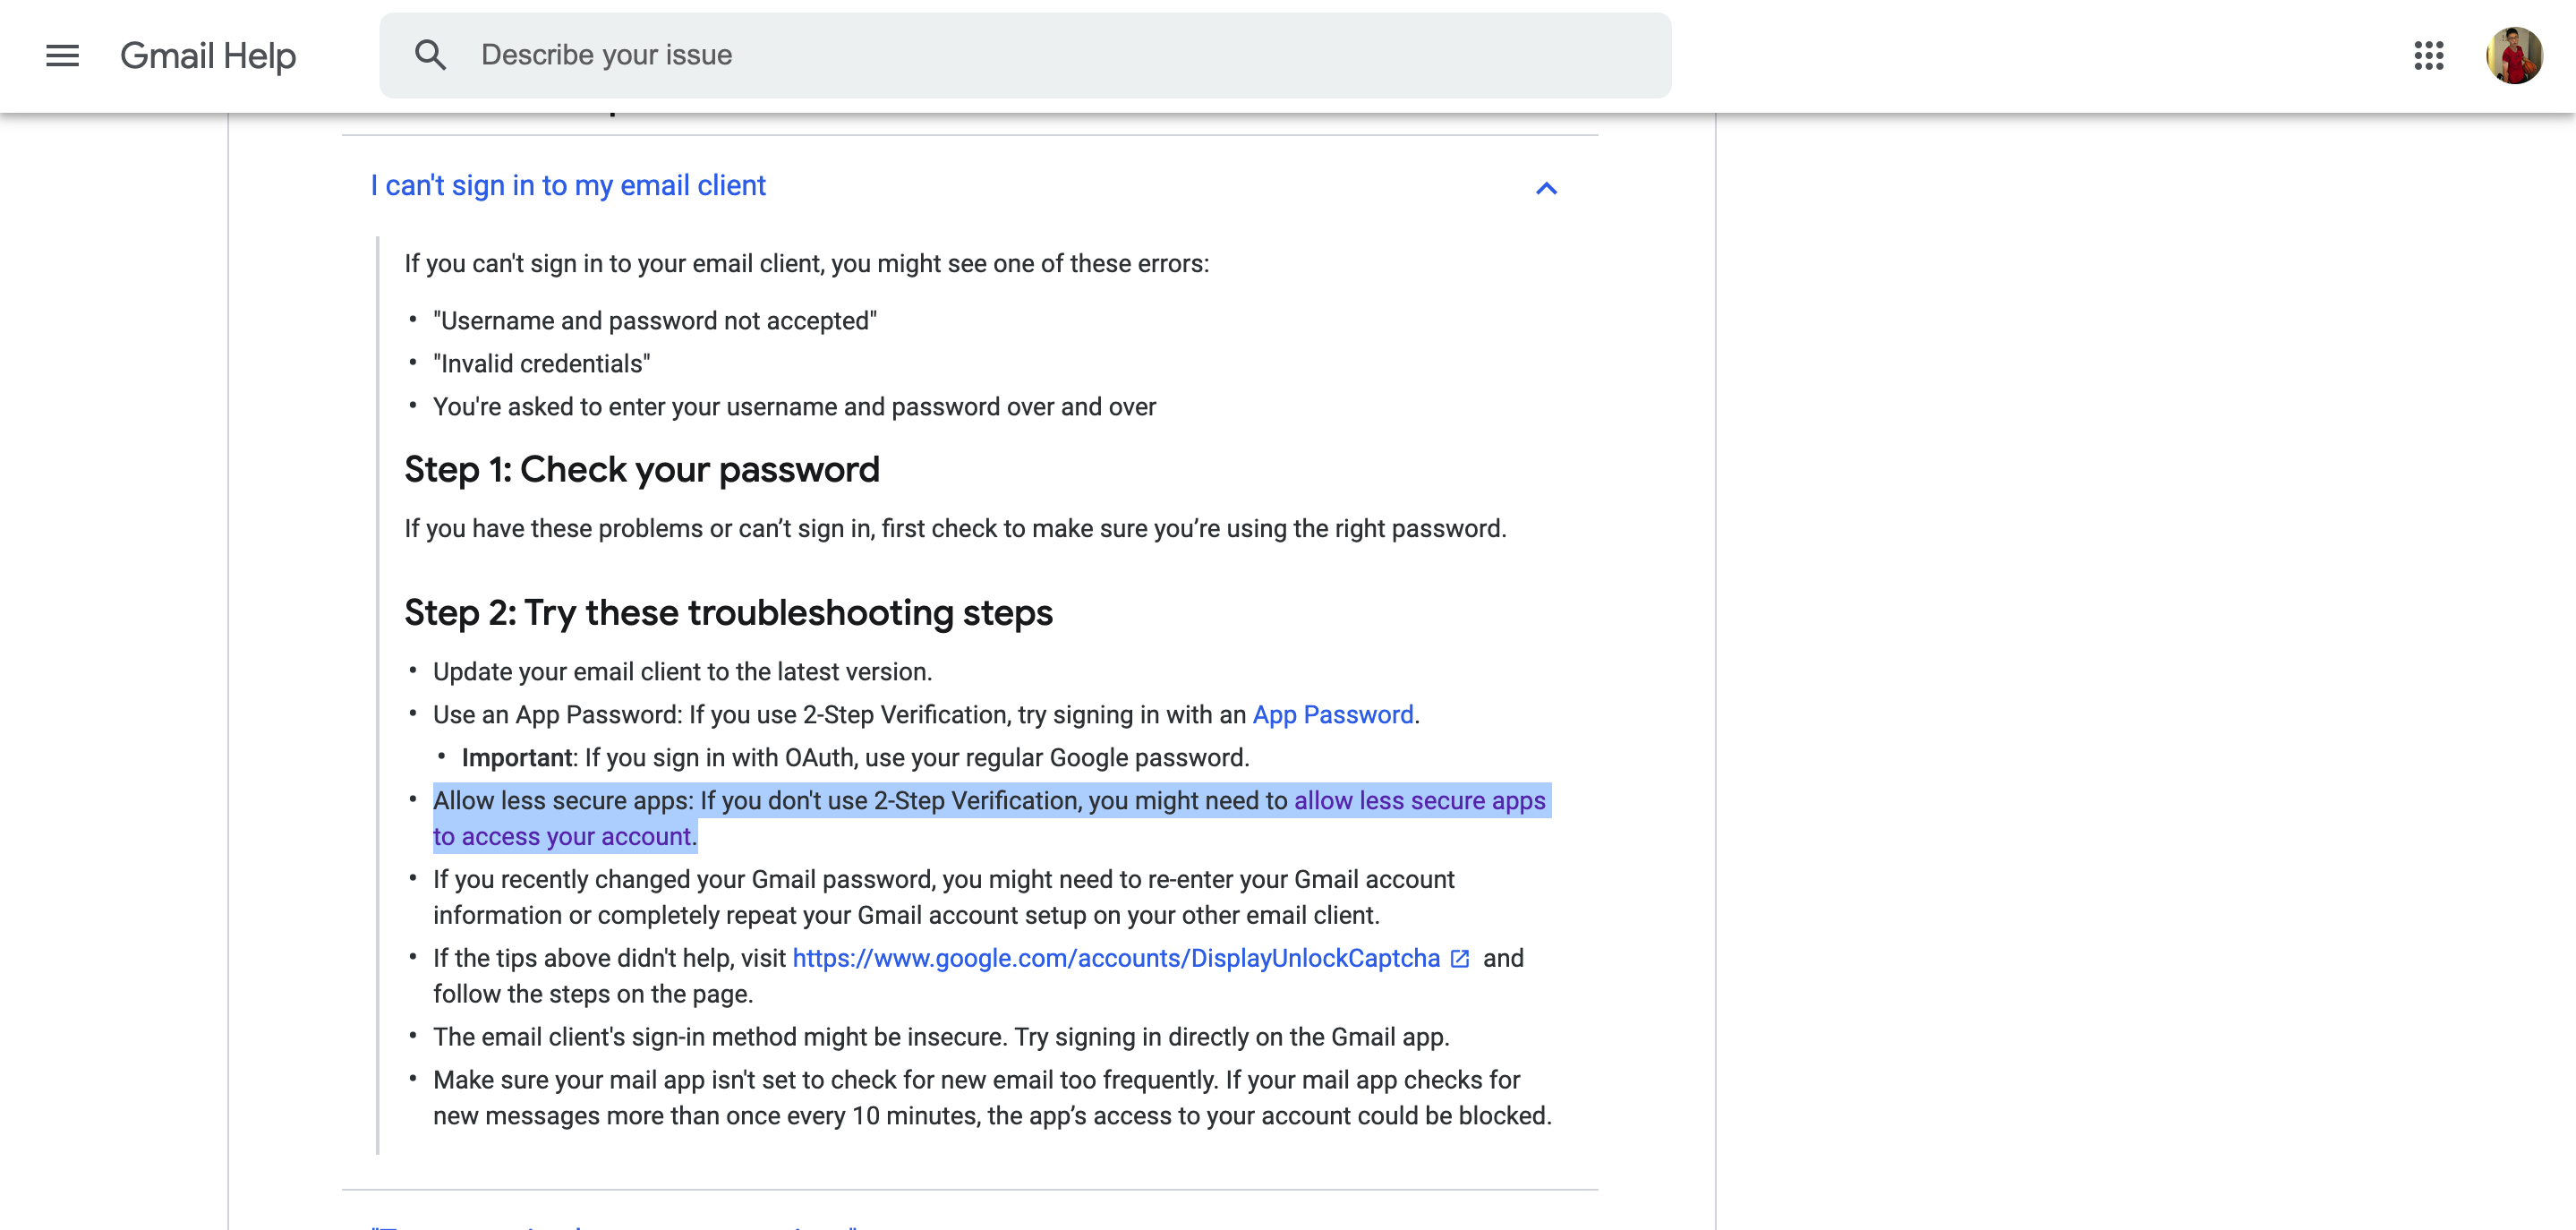 Gmail Help
Describe your issue
I can't sign in to my email client
If you can't sign in to your email client, you might see one of these errors:
• "Username and password not accepted"
• "Invalid credentials"
• You're asked to enter your username and password over and over
Step 1: Check your password
If you have these problems or can’t sign in, first check to make sure you’re using the right password.
Step 2: Try these troubleshooting steps
• Update your email client to the latest version.
• Use an App Password: If you use 2-Step Verification, try signing in with an App Password.
• Important: If you sign in with OAuth, use your regular Google password.
• Allow less secure apps: If you don't use 2-Step Verification, you might need to allow less secure apps
to access your account.
• If you recently changed your Gmail password, you might need to re-enter your Gmail account
information or completely repeat your Gmail account setup on your other email client.
• If the tips above didn't help, visit https://www.google.com/accounts/DisplayUnlockCaptcha and
follow the steps on the page.
• The email client's sign-in method might be insecure. Try signing in directly on the Gmail app.
• Make sure your mail app isn't set to check for new email too frequently. If your mail app checks for
new messages more than once every 10 minutes, the app’s access to your account could be blocked.